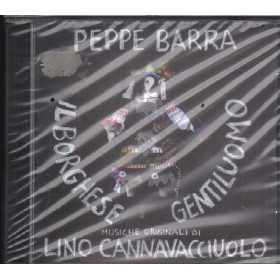 PEPPE BARRA
IL BORGHESE
GENTILUOMO
MUSICHE ORIGINALI DI
LINO CANNAVACCIUOLO